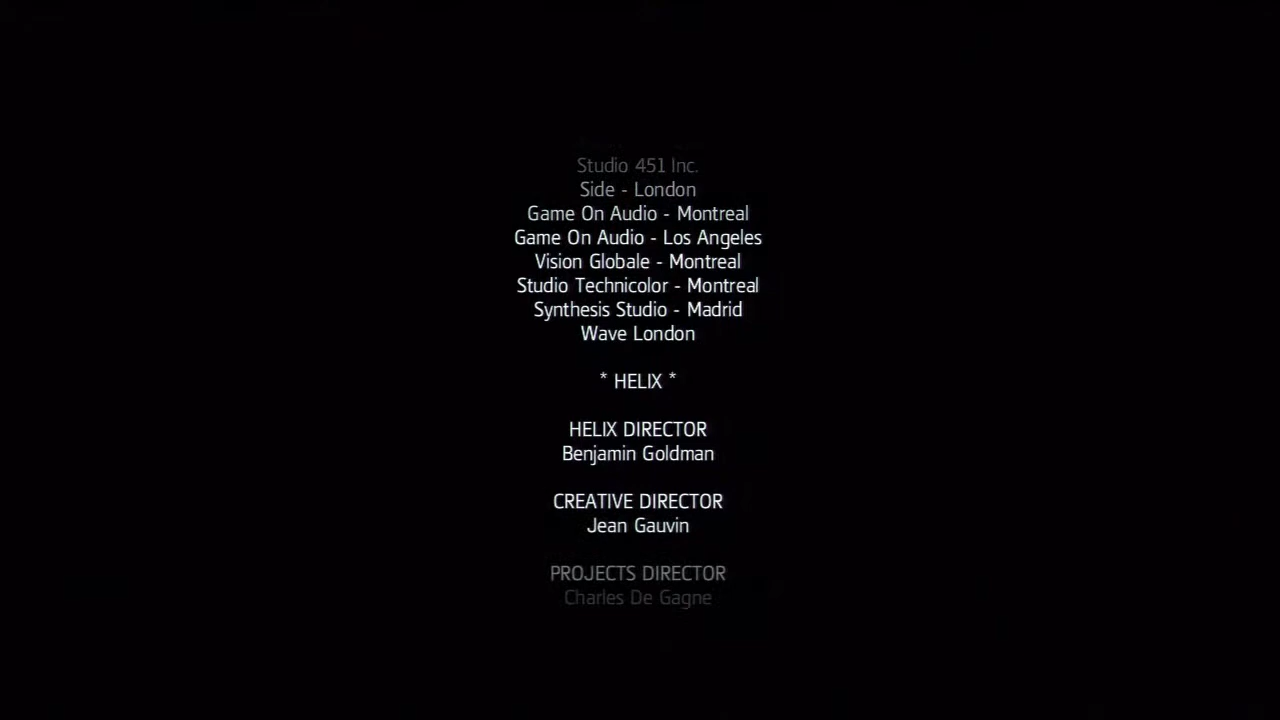 Studio 451 Inc.
Side - London
Game On Audio - Montreal
Game On Audio - Los Angeles
Vision Globale - Montreal
Studio Technicolor - Montreal
Synthesis Studio - Madrid
Wave London
* HELIX *
HELIX DIRECTOR
Benjamin Goldman
CREATIVE DIRECTOR
Jean Gauvin
PROJECTS DIRECTOR
Charles De Gagne